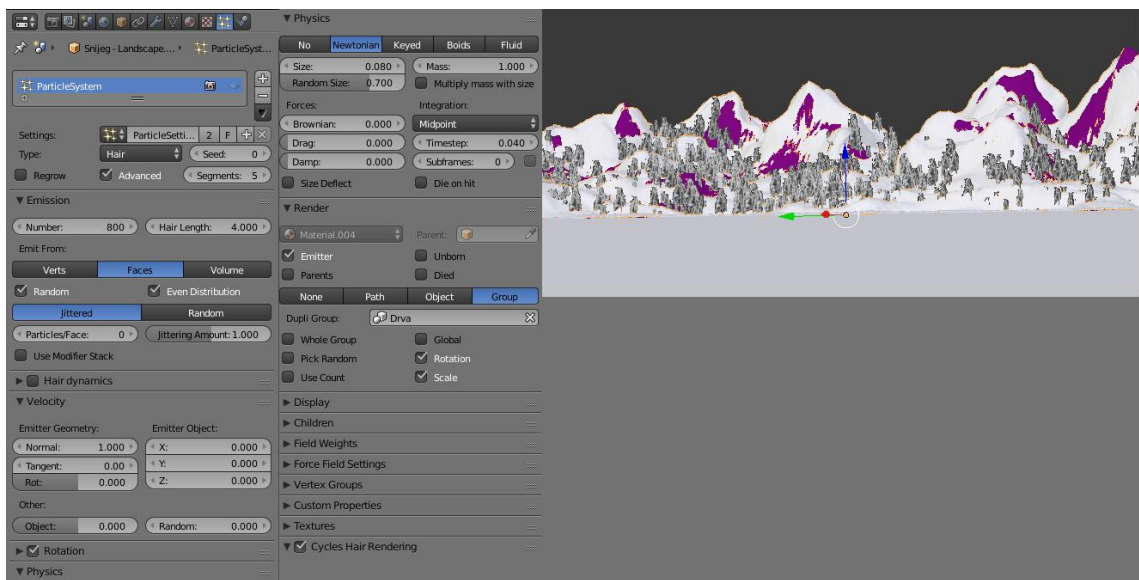 Snijeg - Landscape....
ParticleSyst...
ParticleSystem
Settings:
ParticleSetti...
2
F
Type:
Hair
Seed: 0
Regrow
Advanced
Segments: 5
Emission
Number: 800
Hair Length: 4.000
Emit From:
Verts
Faces
Volume
Random
Even Distribution
Jittered
Random
Particles/Face: 0
Jittering Amount: 1.000
Use Modifier Stack
Hair dynamics
Velocity
Emitter Geometry:
Emitter Object:
Normal: 1.000
X: 0.000
Tangent: 0.00
Y: 0.000
Rot: 0.000
Z: 0.000
Other:
Object: 0.000
Random: 0.000
Rotation
Physics
Physics
No
Newtonian
Keyed
Boids
Fluid
Size: 0.080
Mass: 1.000
Random Size: 0.700
Multiply mass with size
Forces:
Integration:
Brownian: 0.000
Midpoint
Drag: 0.000
Timestep: 0.040
Damp: 0.000
Subframes: 0
Size Deflect
Die on hit
Render
Material.004
Parent:
Emitter
Unborn
Parents
Died
None
Path
Object
Group
Dupli Group:
Drva
Whole Group
Global
Pick Random
Rotation
Use Count
Scale
Display
Children
Field Weights
Force Field Settings
Vertex Groups
Custom Properties
Textures
Cycles Hair Rendering